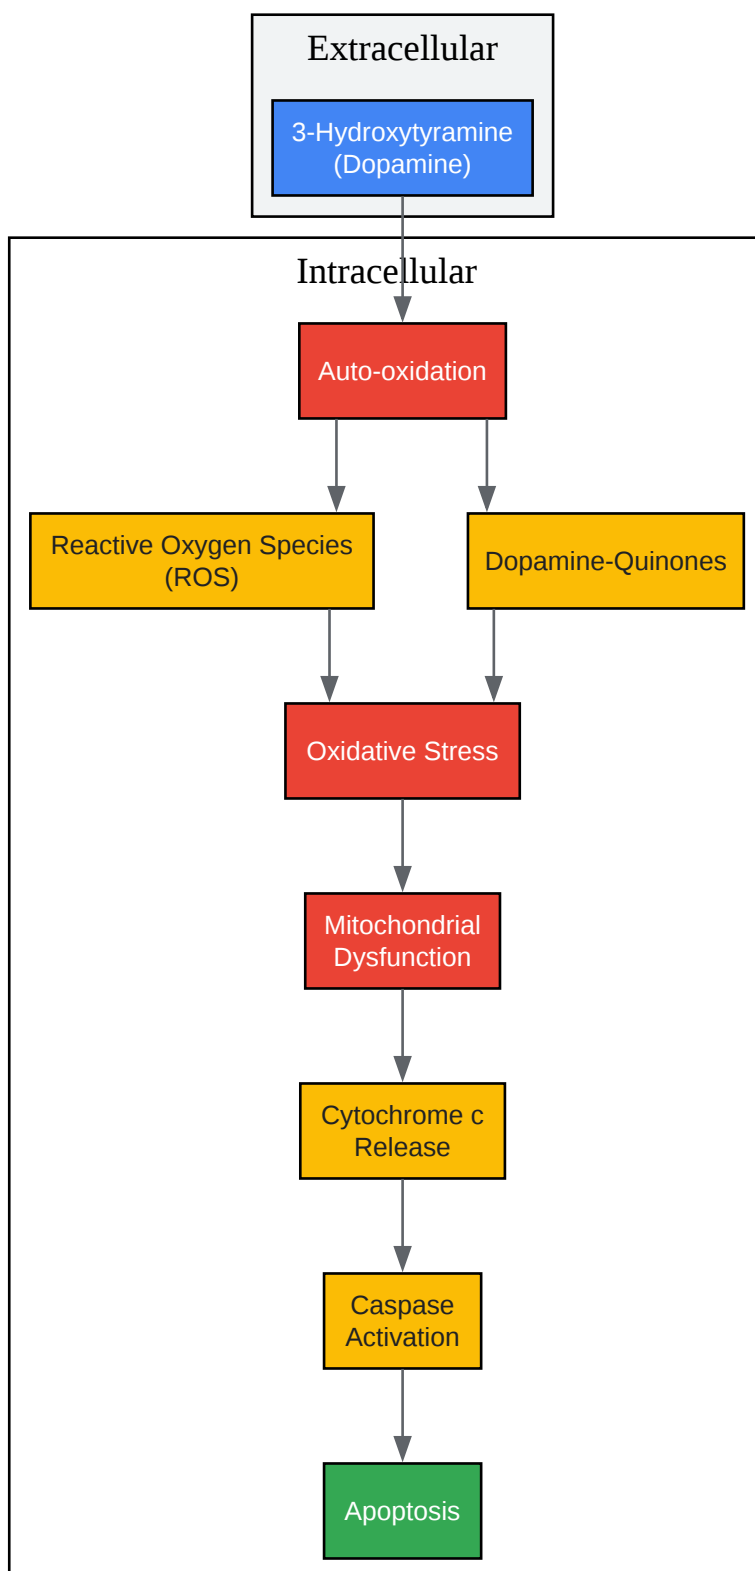 Extracellular
3-Hydroxytyramine
(Dopamine)
Intracellular
Auto-oxidation
Reactive Oxygen Species
(ROS)
Dopamine-Quinones
Oxidative Stress
Mitochondrial
Dysfunction
Cytochrome c
Release
Caspase
Activation
Apoptosis